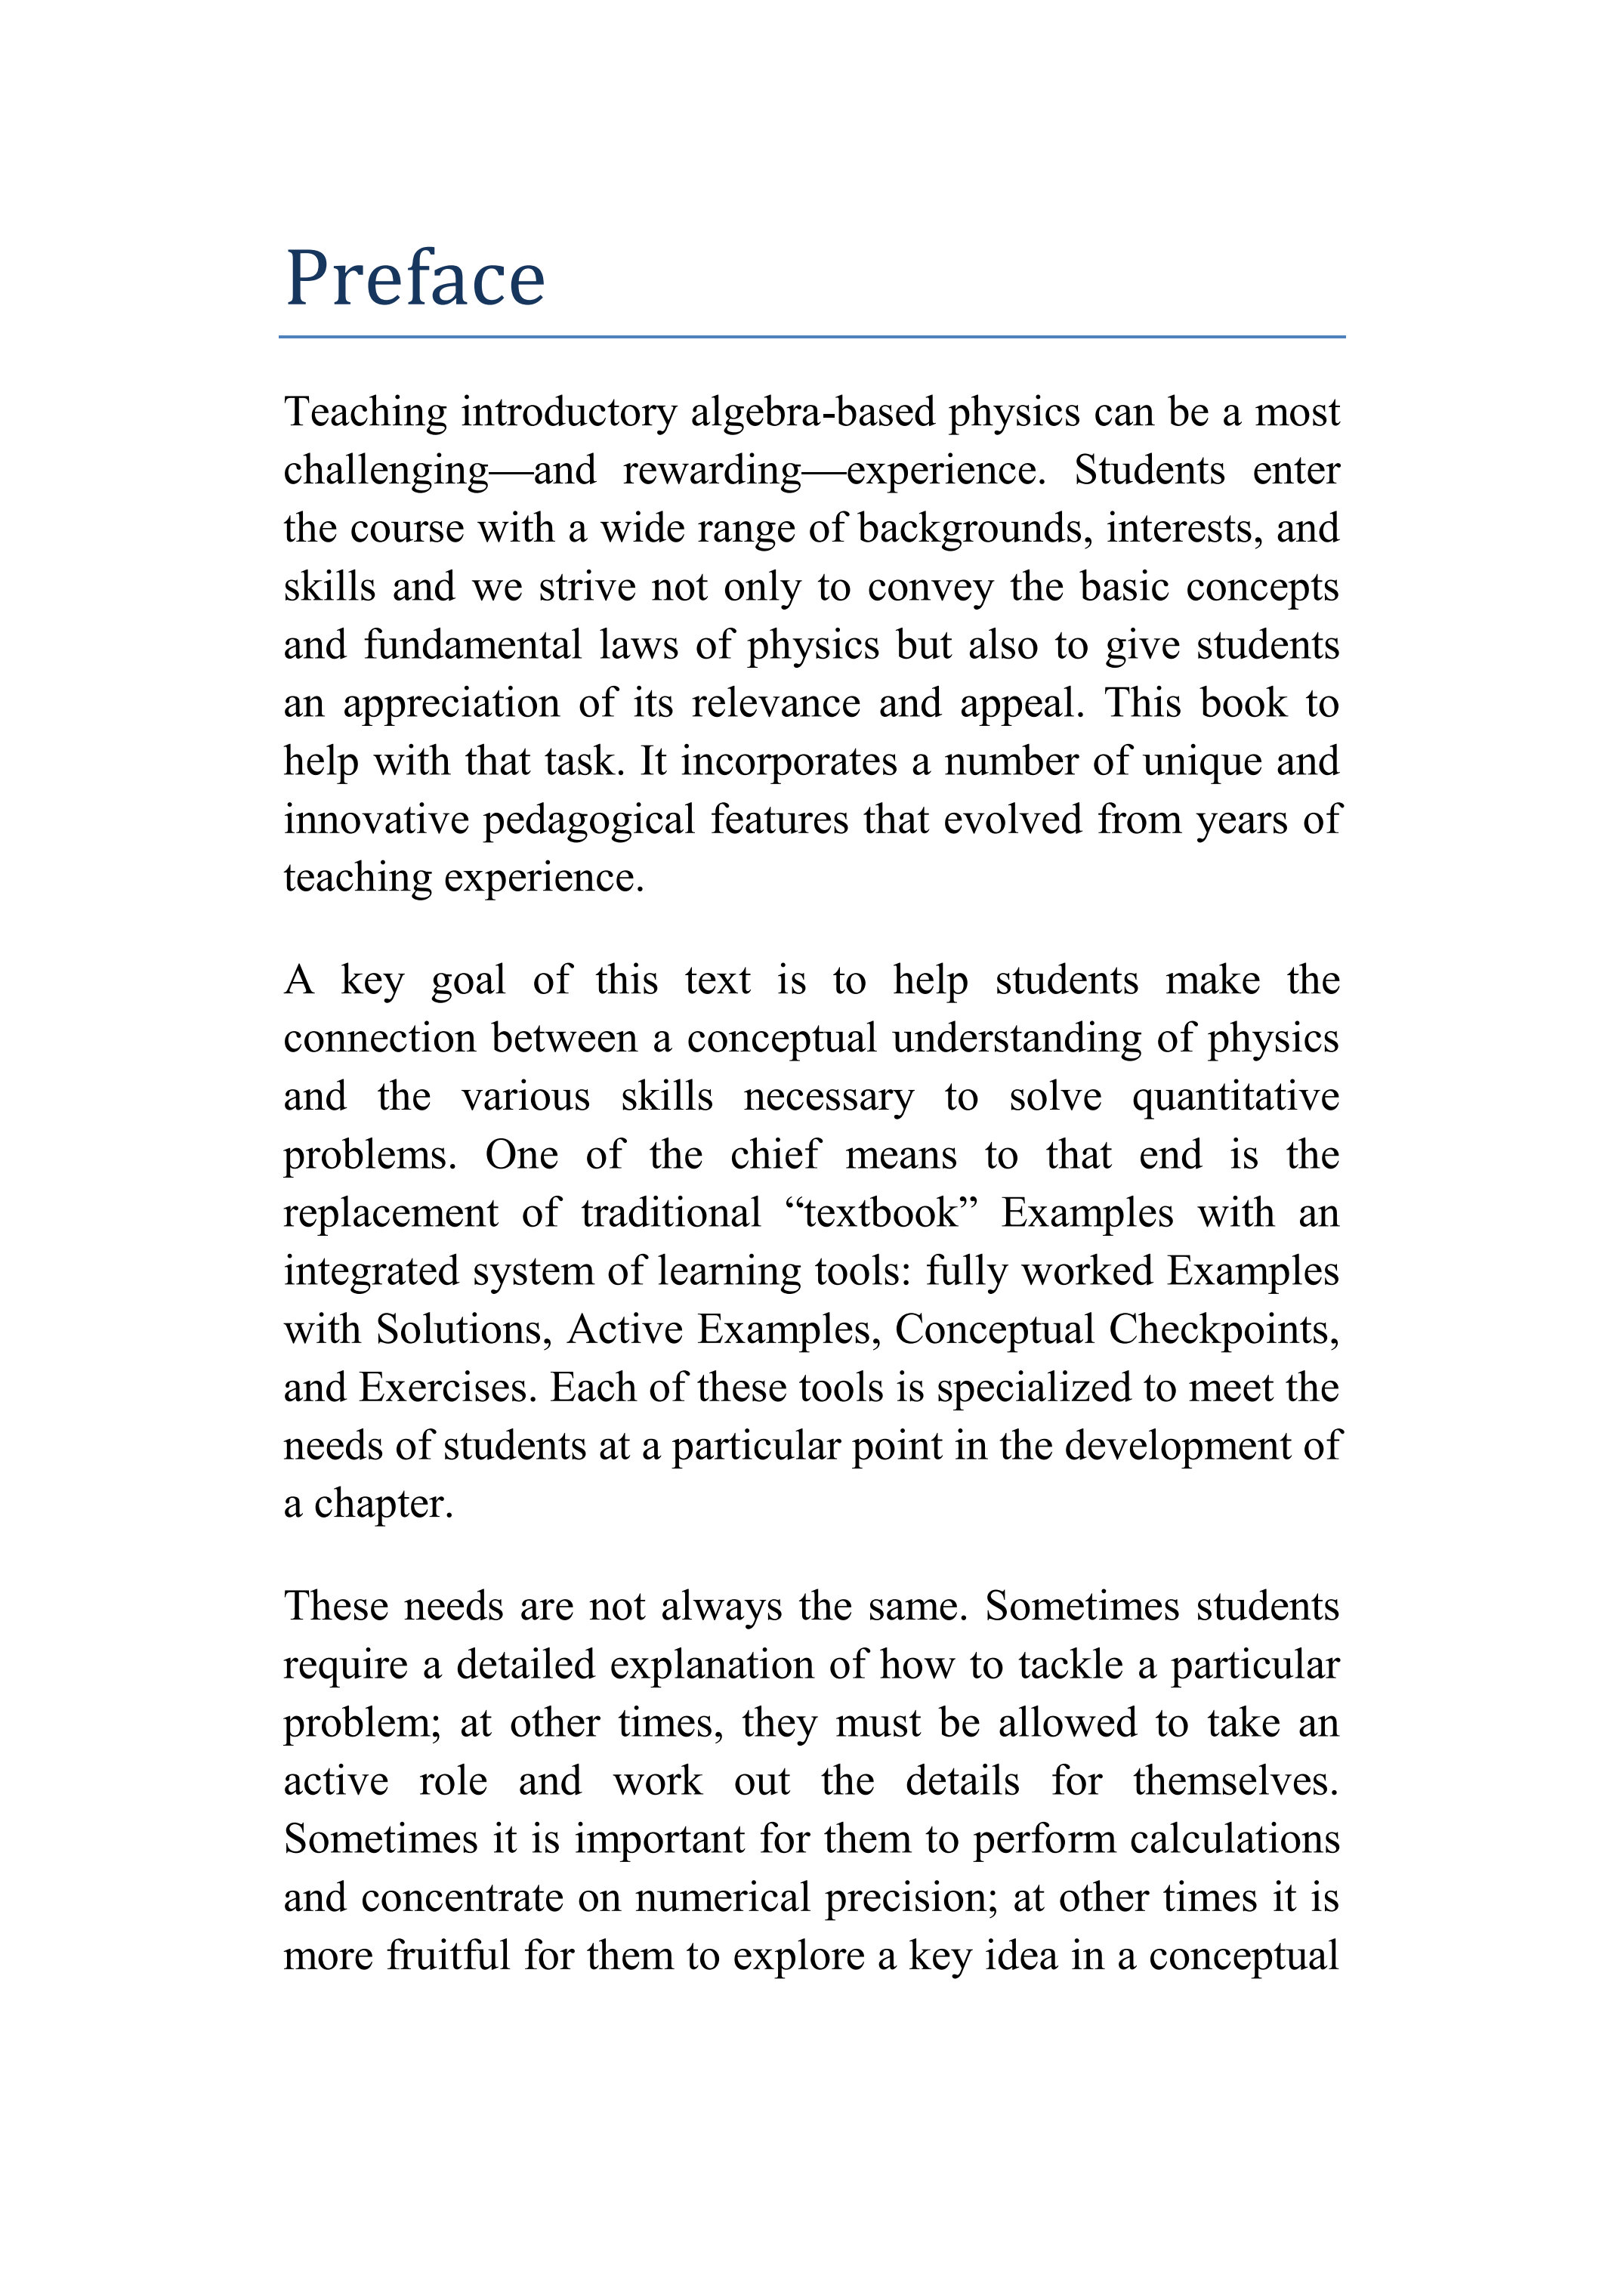 Preface
Teaching introductory algebra-based physics can be a most
challenging—and rewarding—experience. Students enter
the course with a wide range of backgrounds, interests, and
skills and we strive not only to convey the basic concepts
and fundamental laws of physics but also to give students
an appreciation of its relevance and appeal. This book to
help with that task. It incorporates a number of unique and
innovative pedagogical features that evolved from years of
teaching experience.
A key goal of this text is to help students make the
connection between a conceptual understanding of physics
and the various skills necessary to solve quantitative
problems. One of the chief means to that end is the
replacement of traditional “textbook” Examples with an
integrated system of learning tools: fully worked Examples
with Solutions, Active Examples, Conceptual Checkpoints,
and Exercises. Each of these tools is specialized to meet the
needs of students at a particular point in the development of
a chapter.
These needs are not always the same. Sometimes students
require a detailed explanation of how to tackle a particular
problem; at other times, they must be allowed to take an
active role and work out the details for themselves.
Sometimes it is important for them to perform calculations
and concentrate on numerical precision; at other times it is
more fruitful for them to explore a key idea in a conceptual